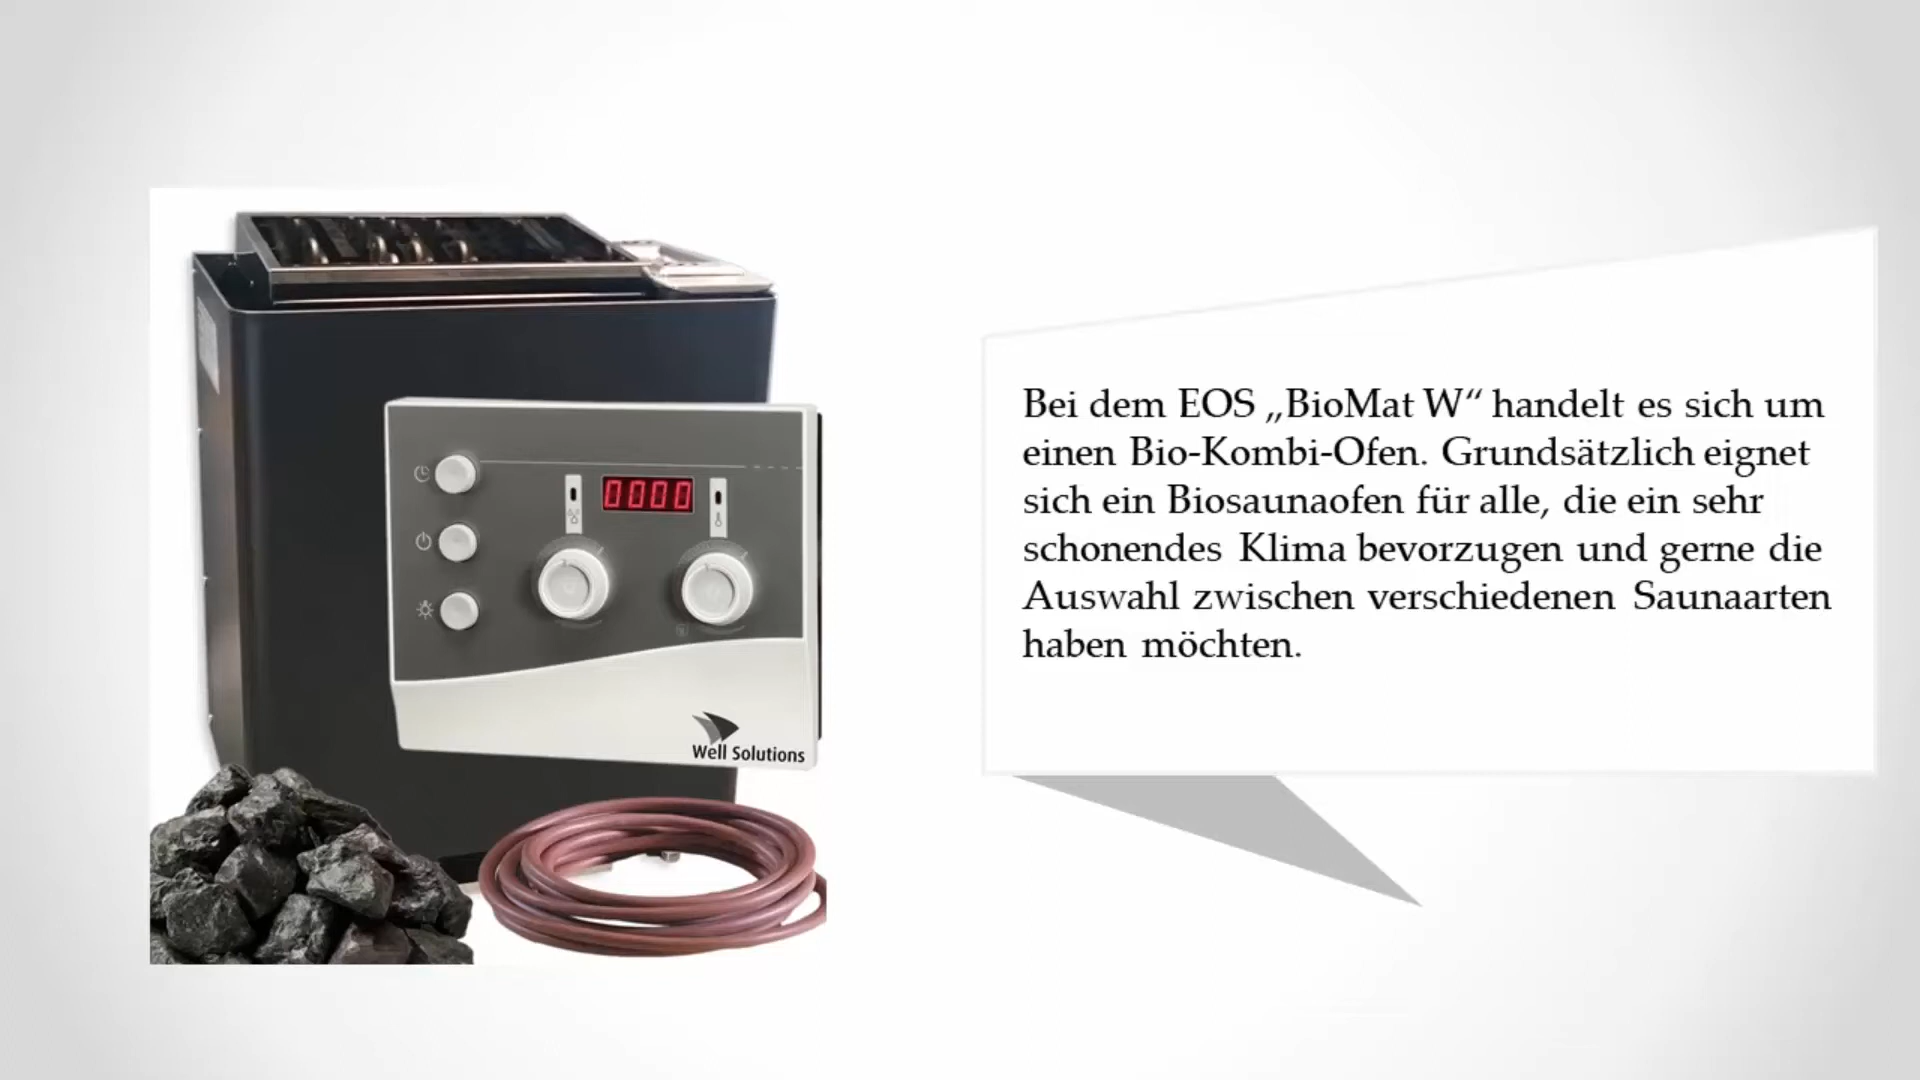 0000
Well Solutions
Bei dem EOS „BioMat W“ handelt es sich um
einen Bio-Kombi-Ofen. Grundsätzlich eignet
sich ein Biosaunaofen für alle, die ein sehr
schonendes Klima bevorzugen und gerne die
Auswahl zwischen verschiedenen Saunaarten
haben möchten.